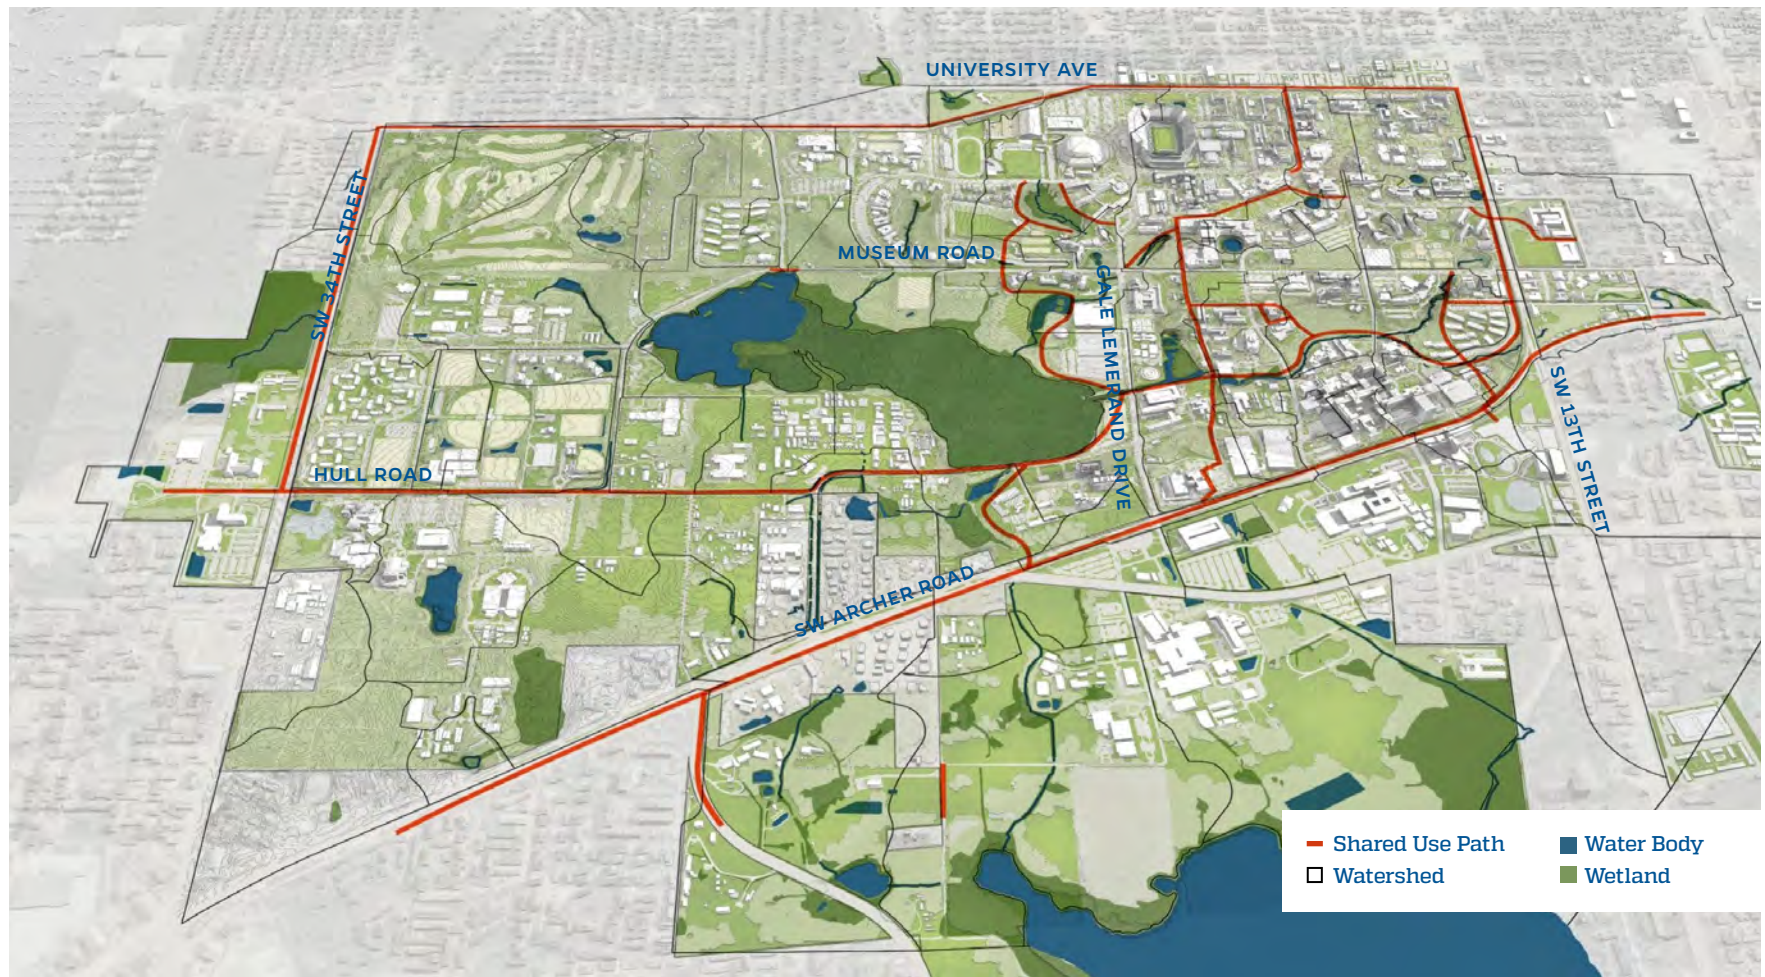 UNIVERSITY AVE
SW 34TH STREET
MUSEUM ROAD
GALE LEMERAND DRIVE
SW 13TH STREET
HULL ROAD
SW ARCHER ROAD
Shared Use Path
Water Body
Watershed
Wetland